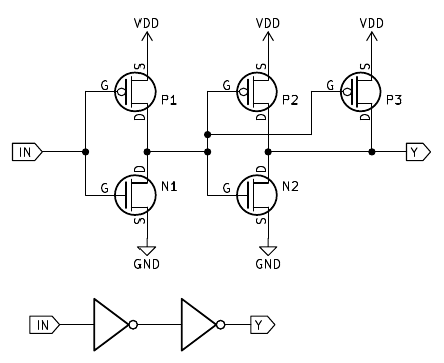 VDD VDD VDD
S S S
G P1 G P2 G P3
D D D
IN Y
D D
G N1 G N2
S S
GND GND
IN Y